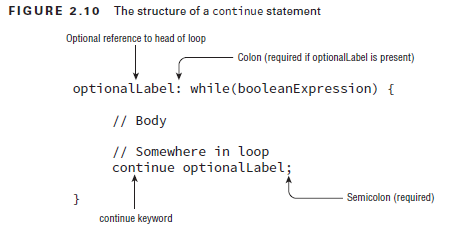 FIGURE 2.10 The structure of a continue statement
Optional reference to head of loop
Colon (required if optionalLabel is present)
optionalLabel: while(booleanExpression) {
// Body
// Somewhere in loop
continue optionalLabel;
}
Semicolon (required)
continue keyword